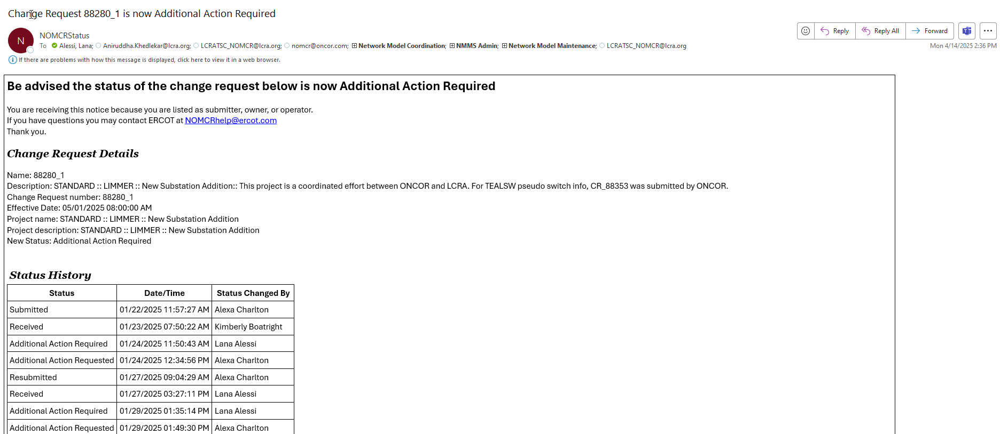 Change Request 88280_1 is now Additional Action Required
N
NOMCRStatus
To Alessi, Lana; Aniruddha.Khedlekar@lcra.org; LCRATSC_NOMCR@lcra.org; nomcr@oncor.com; Network Model Coordination; NMMS Admin; Network Model Maintenance; LCRATSC_NOMCR@lcra.org
Reply
Reply All
Forward
Mon 4/14/2025 2:36 PM
If there are problems with how this message is displayed, click here to view it in a web browser.
Be advised the status of the change request below is now Additional Action Required
You are receiving this notice because you are listed as submitter, owner, or operator.
If you have questions you may contact ERCOT at NOMCRhelp@ercot.com
Thank you.
Change Request Details
Name: 88280_1
Description: STANDARD :: LIMMER :: New Substation Addition:: This project is a coordinated effort between ONCOR and LCRA. For TEALSW pseudo switch info, CR_88353 was submitted by ONCOR.
Change Request number: 88280_1
Effective Date: 05/01/2025 08:00:00 AM
Project name: STANDARD :: LIMMER :: New Substation Addition
Project description: STANDARD :: LIMMER :: New Substation Addition
New Status: Additional Action Required
Status History
Status Date/Time Status Changed By
Submitted 01/22/2025 11:57:27 AM Alexa Charlton
Received 01/23/2025 07:50:22 AM Kimberly Boatright
Additional Action Required 01/24/2025 11:50:43 AM Lana Alessi
Additional Action Requested 01/24/2025 12:34:56 PM Alexa Charlton
Resubmitted 01/27/2025 09:04:29 AM Alexa Charlton
Received 01/27/2025 03:27:11 PM Lana Alessi
Additional Action Required 01/29/2025 01:35:14 PM Lana Alessi
Additional Action Requested 01/29/2025 01:49:30 PM Alexa Charlton